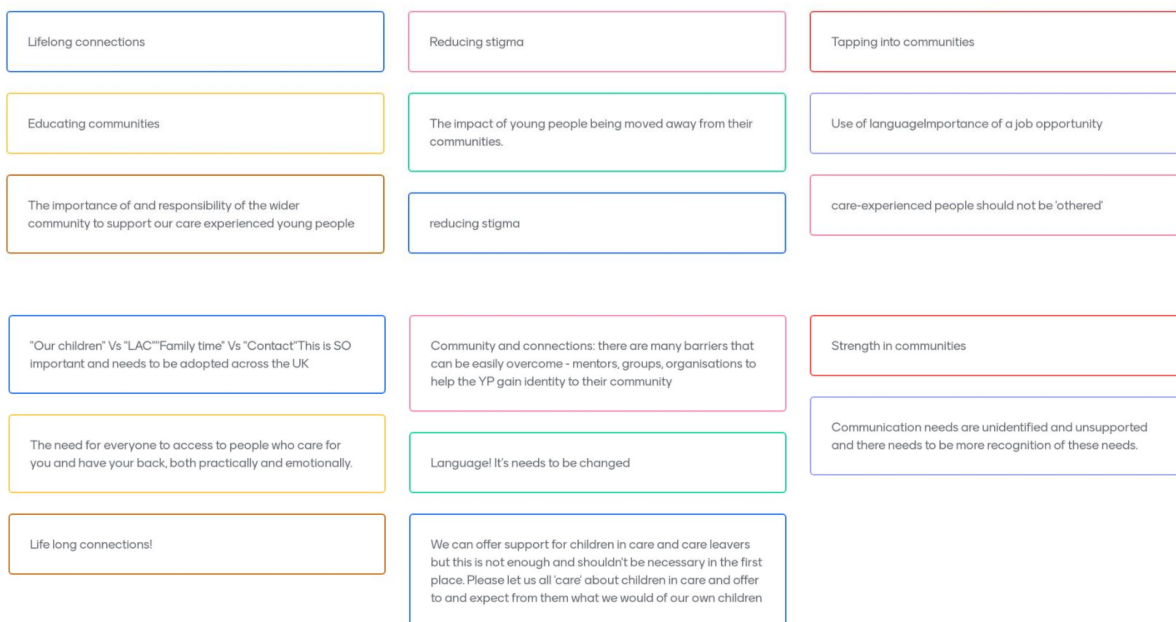 Lifelong connections
Reducing stigma
Tapping into communities
Educating communities
The impact of young people being moved away from their
communities.
Use of languageImportance of a job opportunity
The importance of and responsibility of the wider
community to support our care experienced young people
reducing stigma
care-experienced people should not be 'othered'
"Our children" Vs "LAC""Family time" Vs "Contact"This is SO
important and needs to be adopted across the UK
Community and connections: there are many barriers that
can be easily overcome - mentors, groups, organisations to
help the YP gain identity to their community
Strength in communities
The need for everyone to access to people who care for
you and have your back, both practically and emotionally.
Language! It's needs to be changed
Communication needs are unidentified and unsupported
and there needs to be more recognition of these needs.
Life long connections!
We can offer support for children in care and care leavers
but this is not enough and shouldn't be necessary in the first
place. Please let us all 'care' about children in care and offer
to and expect from them what we would of our own children